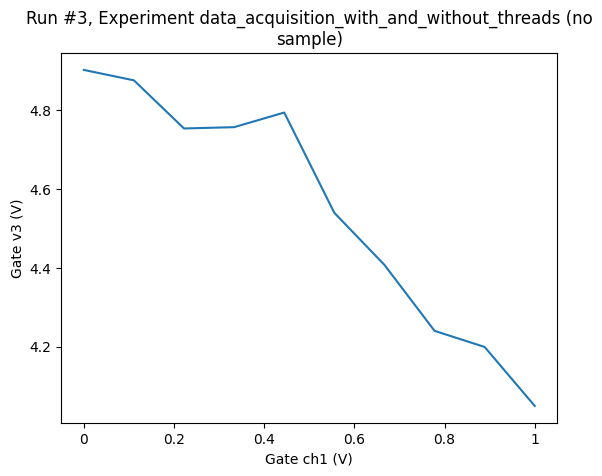 Run #3, Experiment data_acquisition_with_and_without_threads (no
sample)
Gate v3 (V)
4.8
4.6
4.4
4.2
0
0.2
0.4
0.6
0.8
1
Gate ch1 (V)